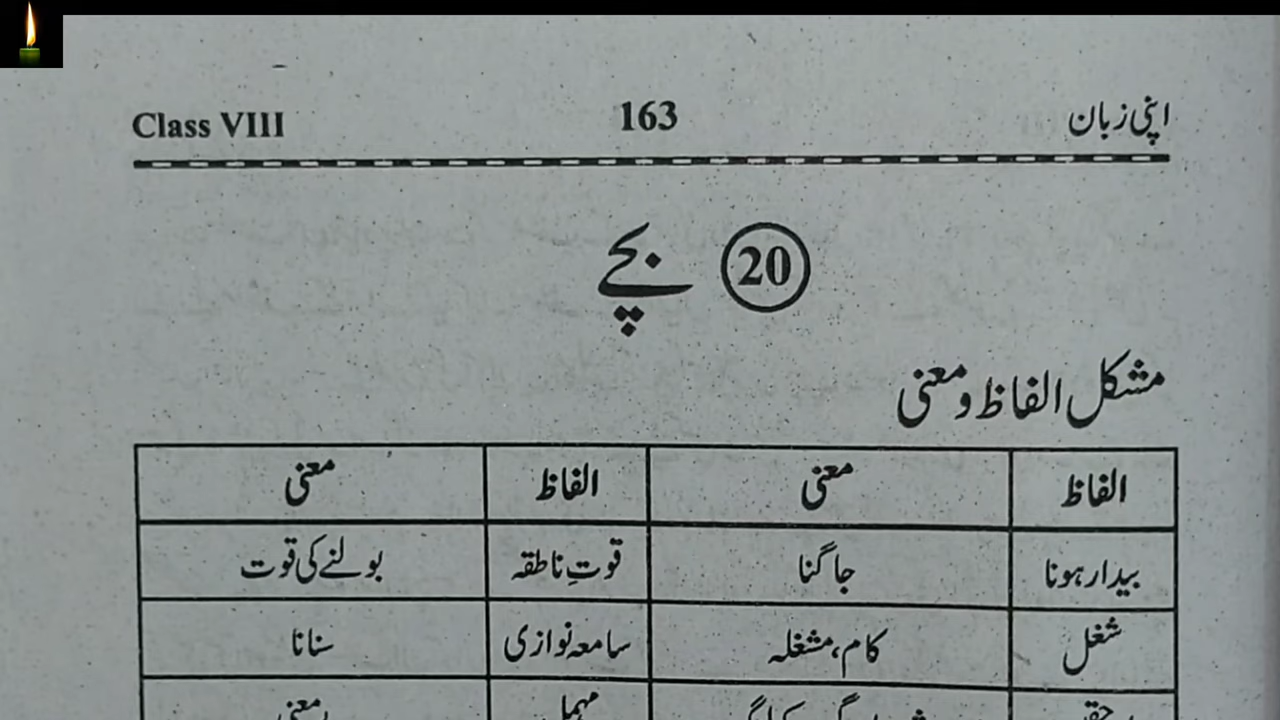 Class VIII 163 اپنی زبان
20 بچے
مشکل الفاظ و معنی
الفاظ معنی الفاظ معنی
بیدار ہونا جاگنا قوتِ ناطقہ بولنے کی قوت
شغل کام، مشغلہ سامعہ نوازی سنانا